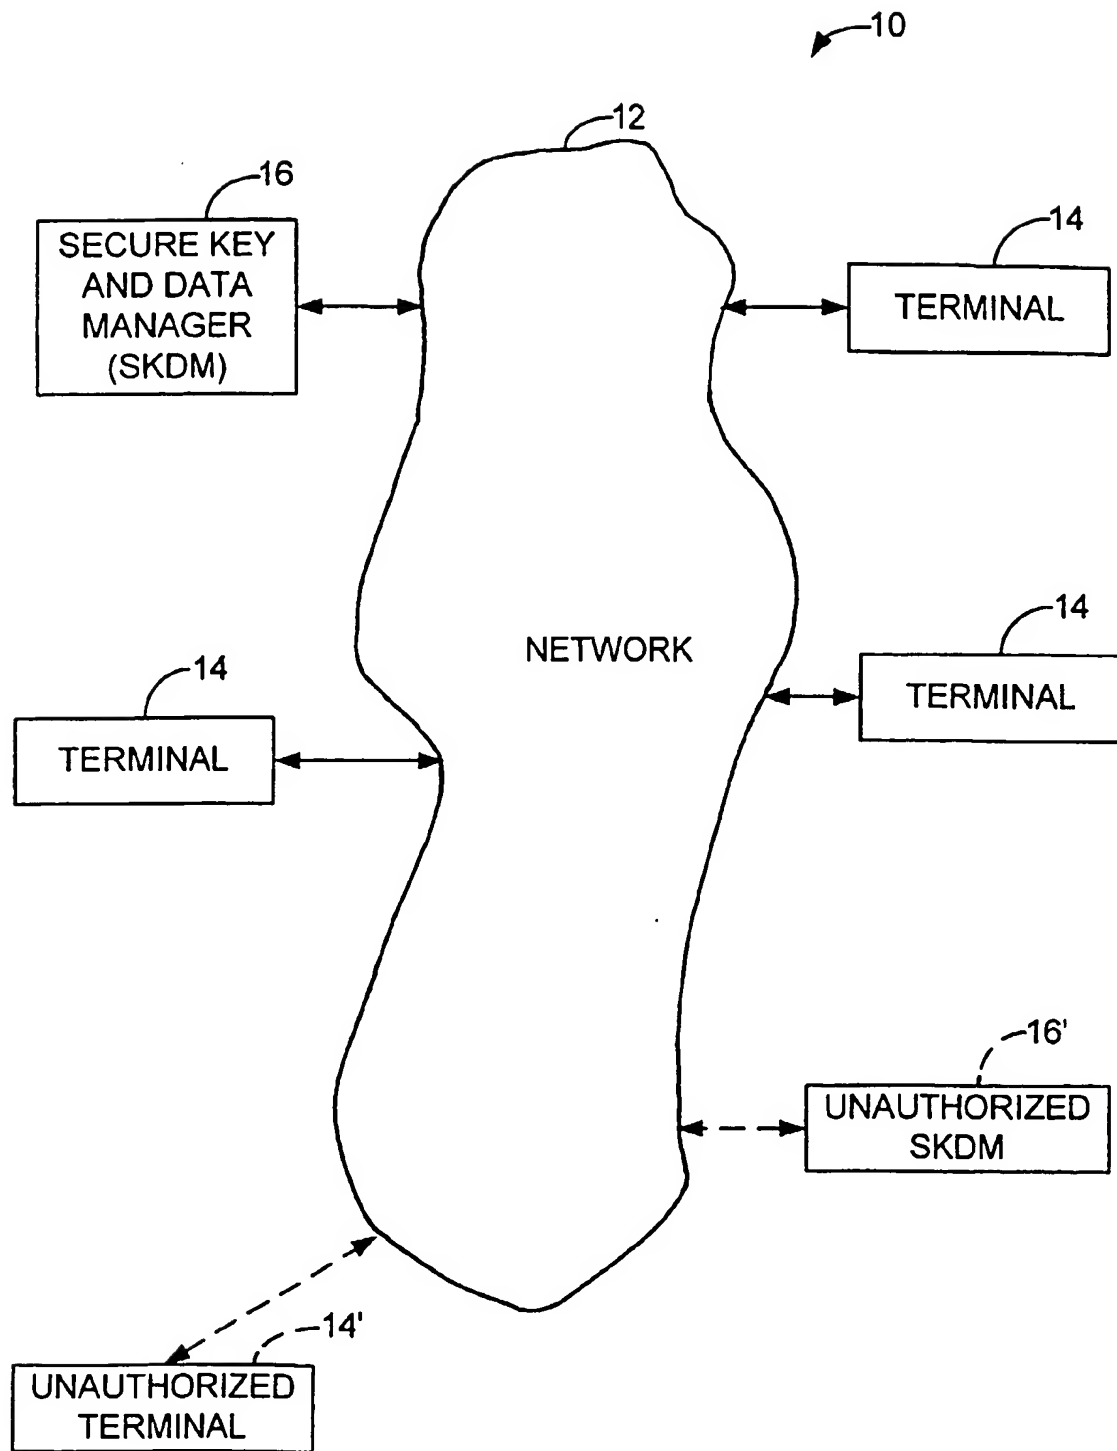 10
12
16
SECURE KEY
AND DATA
MANAGER
(SKDM)
14
TERMINAL
NETWORK
14
TERMINAL
14
TERMINAL
16'
UNAUTHORIZED
SKDM
14'
UNAUTHORIZED
TERMINAL